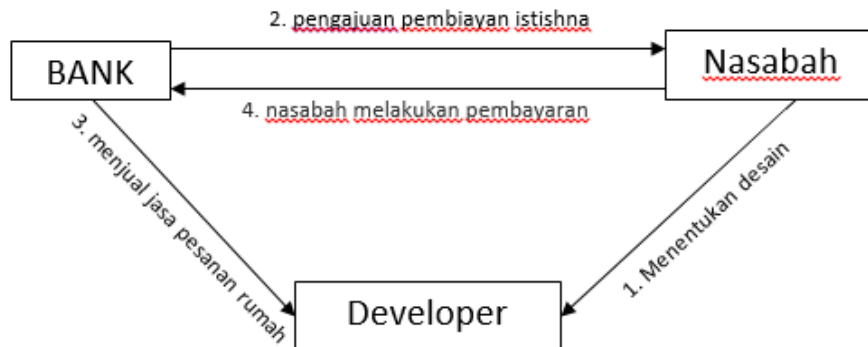 2. pengajuan pembiayan istishna
BANK
Nasabah
4. nasabah melakukan pembayaran
3. menjual jasa pesanan rumah
1. Menentukan desain
Developer